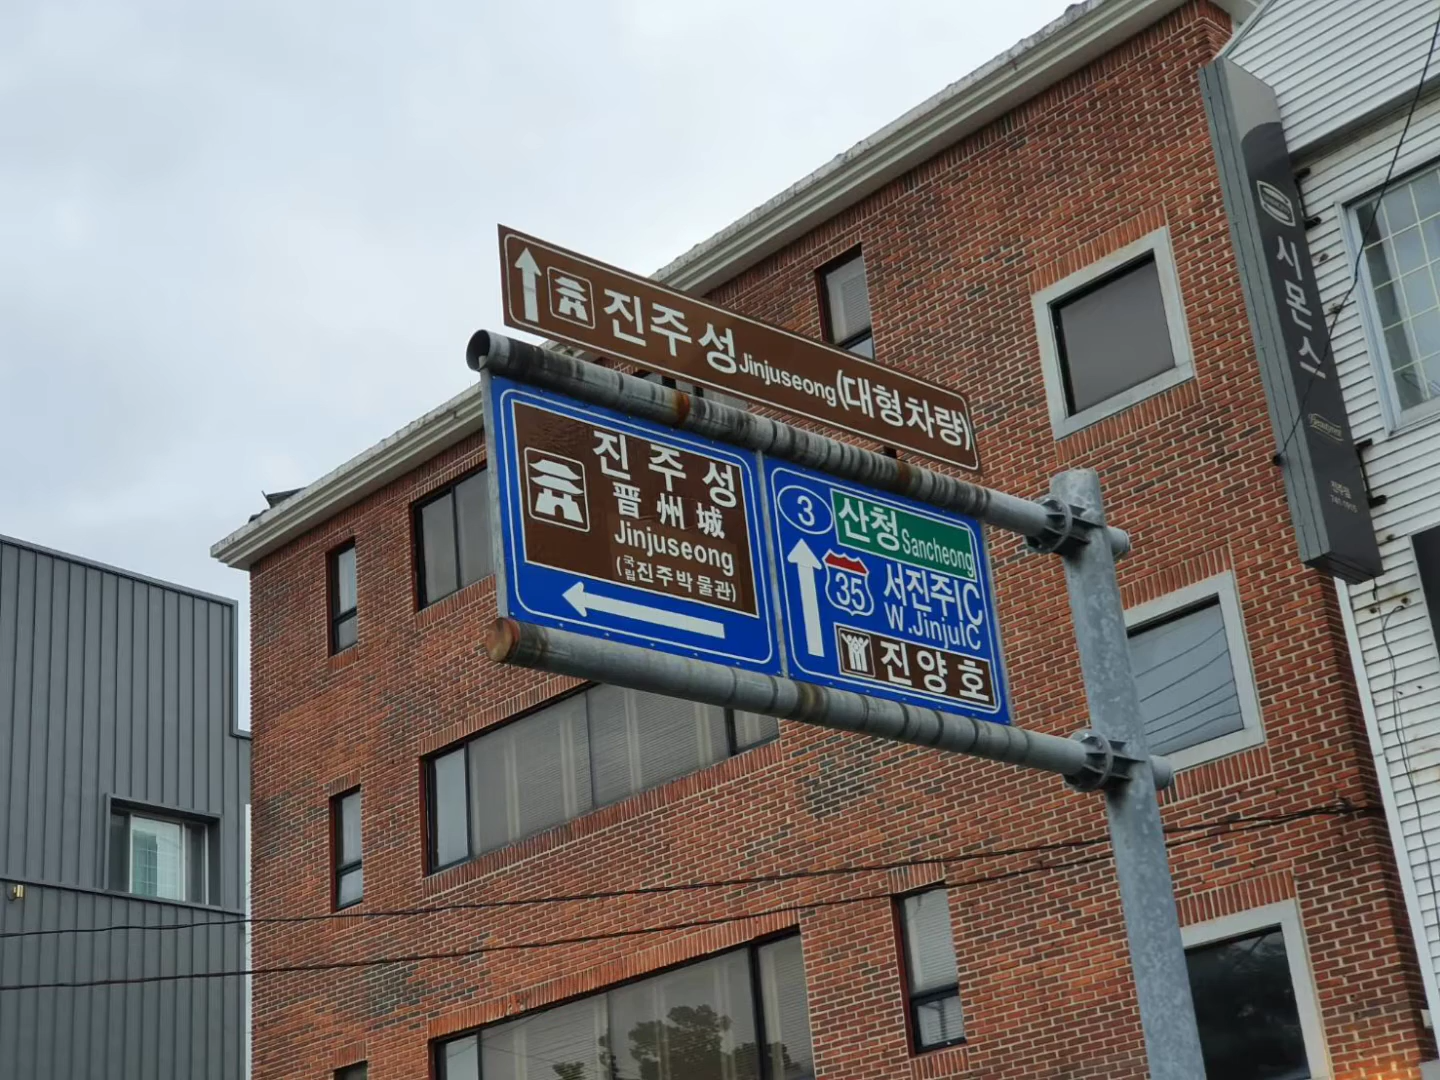 진주성 Jinjuseong (대형차량)
진주성
晋州城
Jinjuseong
(국립진주박물관)
3 산청 Sancheong
35 서진주IC
W.JinjuIC
진양호
시몬스